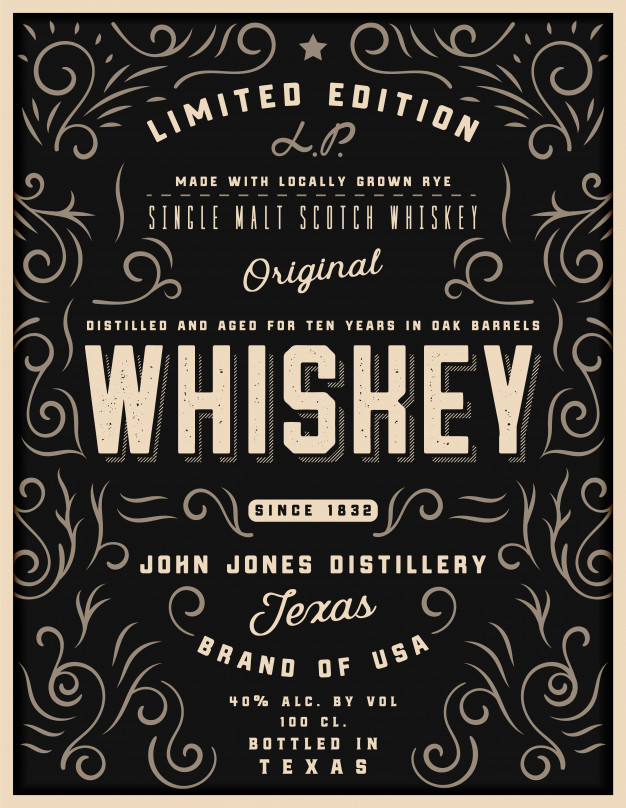 LIMITED EDITION
L.P.
MADE WITH LOCALLY GROWN RYE
SINGLE MALT SCOTCH WHISKEY
Original
DISTILLED AND AGED FOR TEN YEARS IN OAK BARRELS
WHISKEY
SINCE 1832
JOHN JONES DISTILLERY
Texas
BRAND OF USA
40% ALC. BY VOL
100 CL.
BOTTLED IN
TEXAS